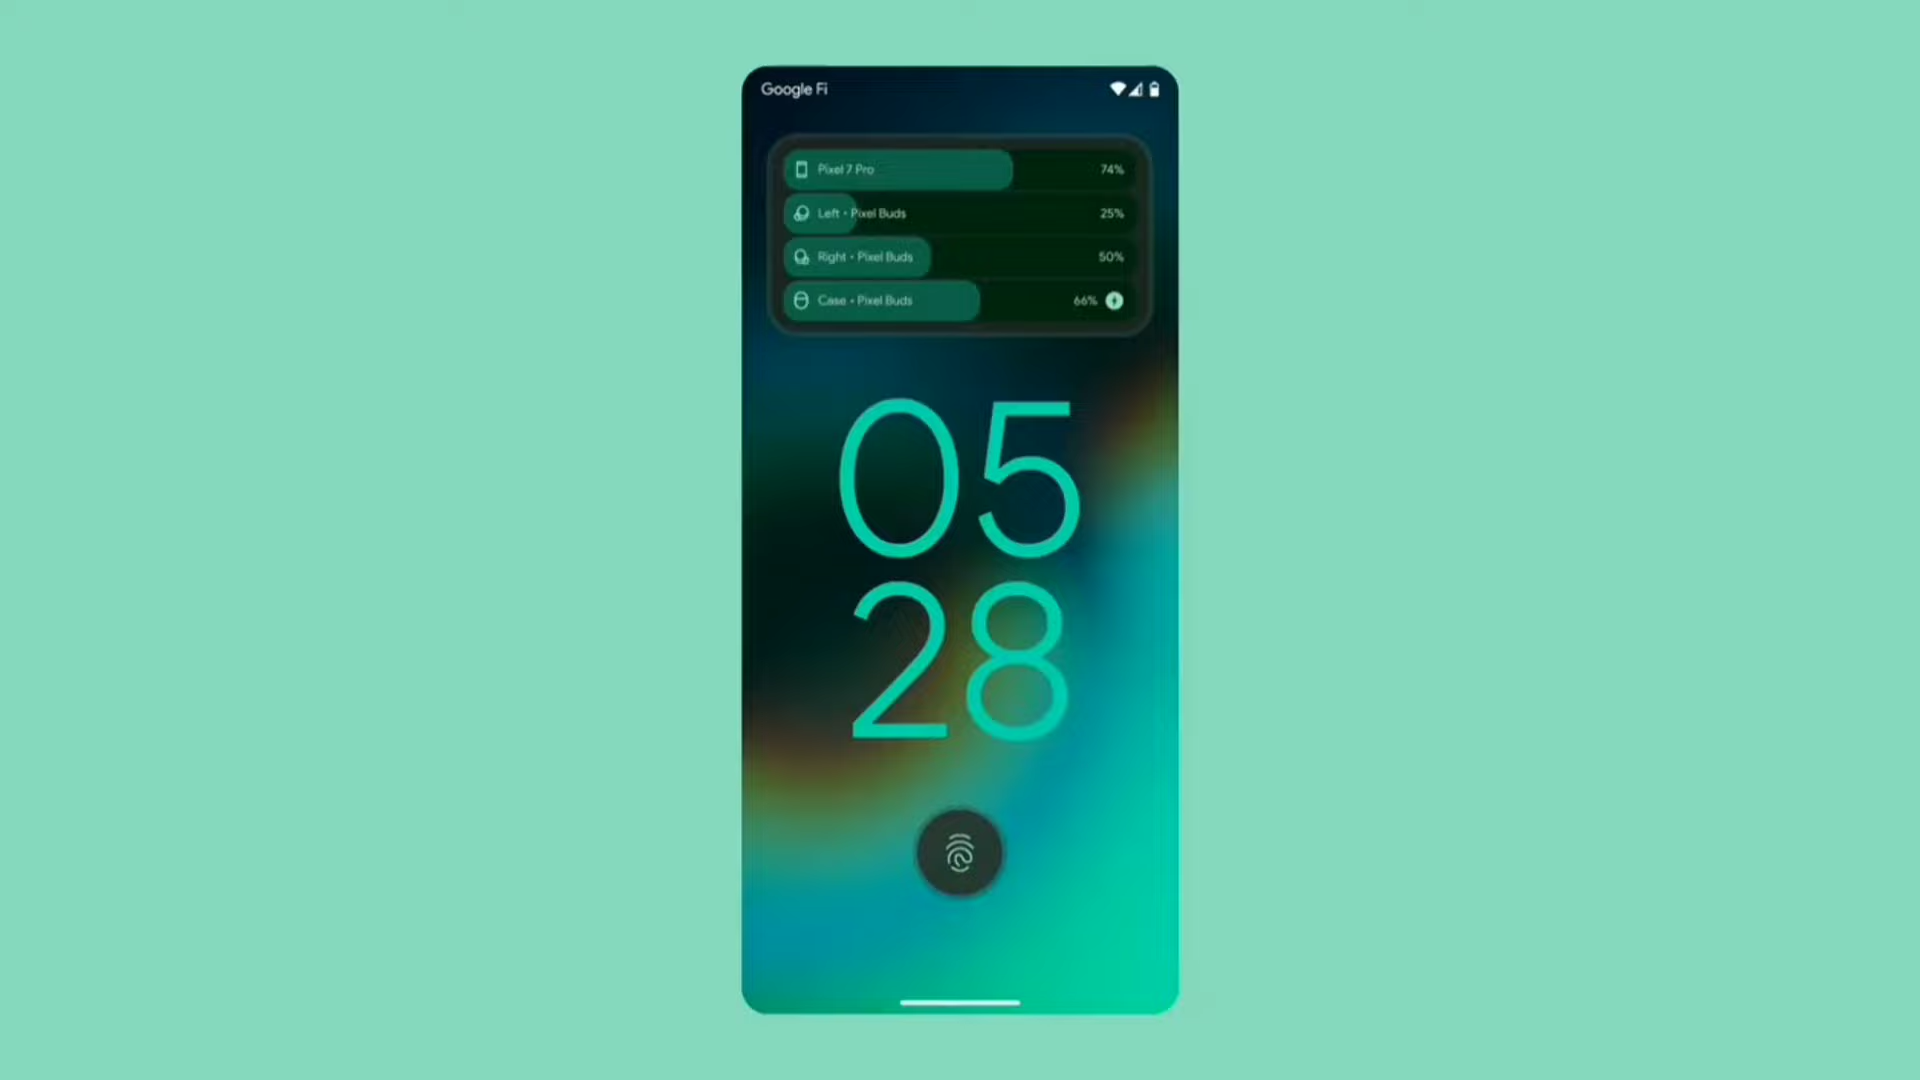 Google Fi
Pixel 7 Pro 74%
Left • Pixel Buds 25%
Right • Pixel Buds 50%
Case • Pixel Buds 66%
05
28